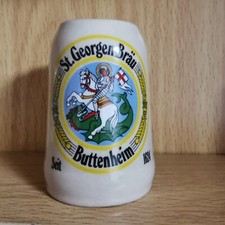 St. Georgen Bräu
Buttenheim
Seit